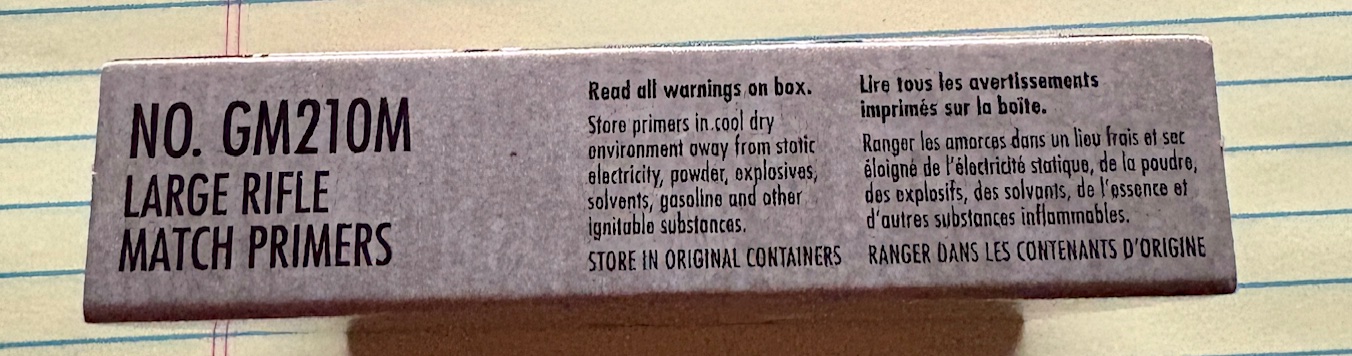 NO. GM210M
LARGE RIFLE
MATCH PRIMERS
Read all warnings on box.
Store primers in cool dry
environment away from static
electricity, powder, explosives,
solvents, gasoline and other
ignitable substances.
STORE IN ORIGINAL CONTAINERS
Lire tous les avertissements
imprimés sur la boîte.
Ranger les amorces dans un lieu frais et sec
éloigné de l'électricité statique, de la poudre,
des explosifs, des solvants, de l'essence et
d'autres substances inflammables.
RANGER DANS LES CONTENANTS D'ORIGINE